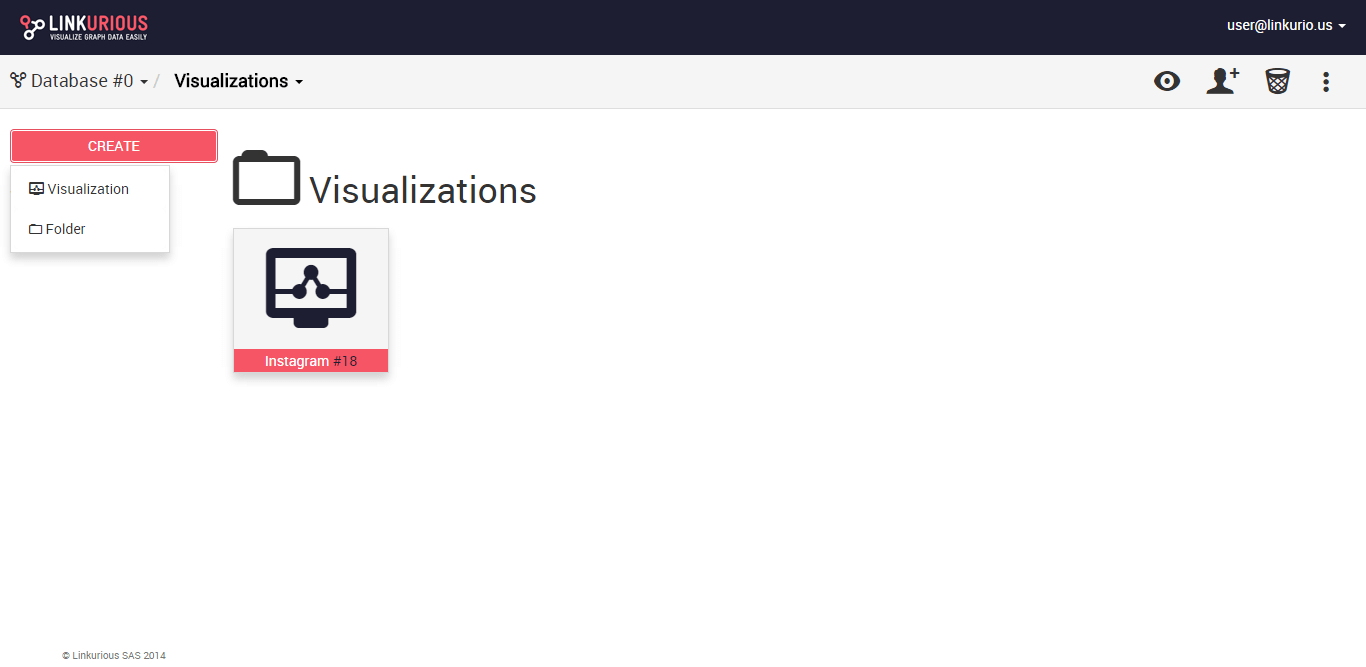 LINKURIOUS
VISUALIZE GRAPH DATA EASILY
user@linkurio.us
Database #0 / Visualizations
CREATE
Visualization
Folder
Visualizations
Instagram #18
© Linkurious SAS 2014